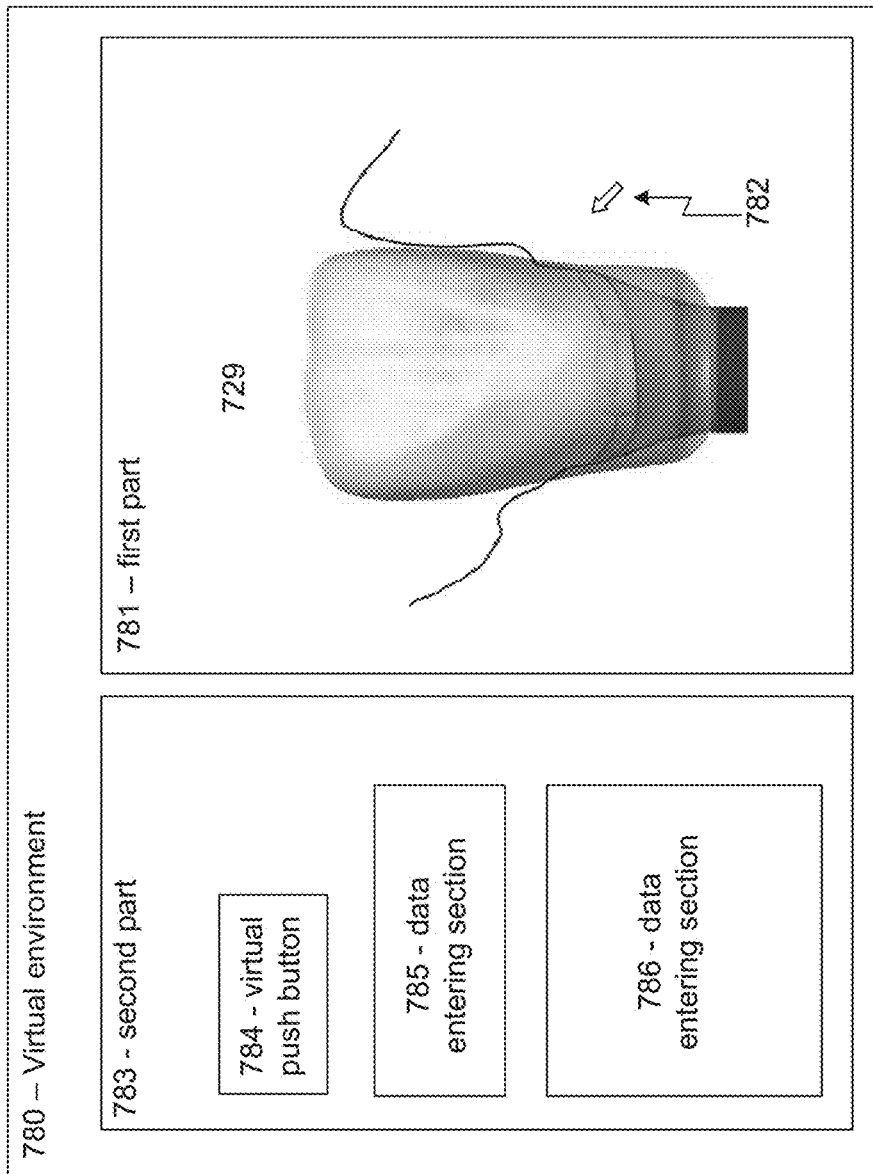 780 – Virtual environment
783 - second part
784 - virtual
push button
785 - data
entering section
786 - data
entering section
781 – first part
729
782